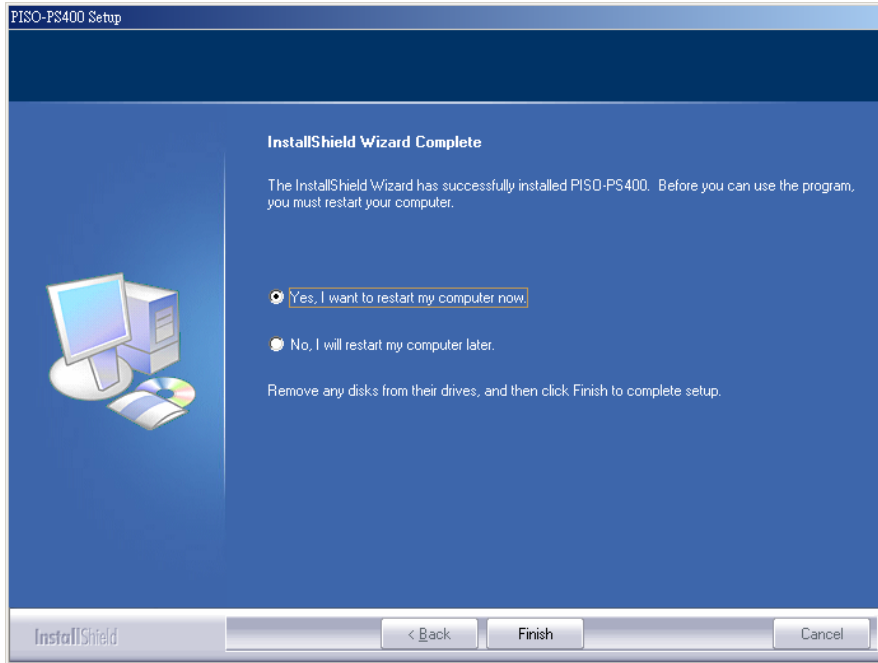 PISO-PS400 Setup
InstallShield Wizard Complete
The InstallShield Wizard has successfully installed PISO-PS400. Before you can use the program,
you must restart your computer.
Yes, I want to restart my computer now.
No, I will restart my computer later.
Remove any disks from their drives, and then click Finish to complete setup.
InstallShield
< Back
Finish
Cancel